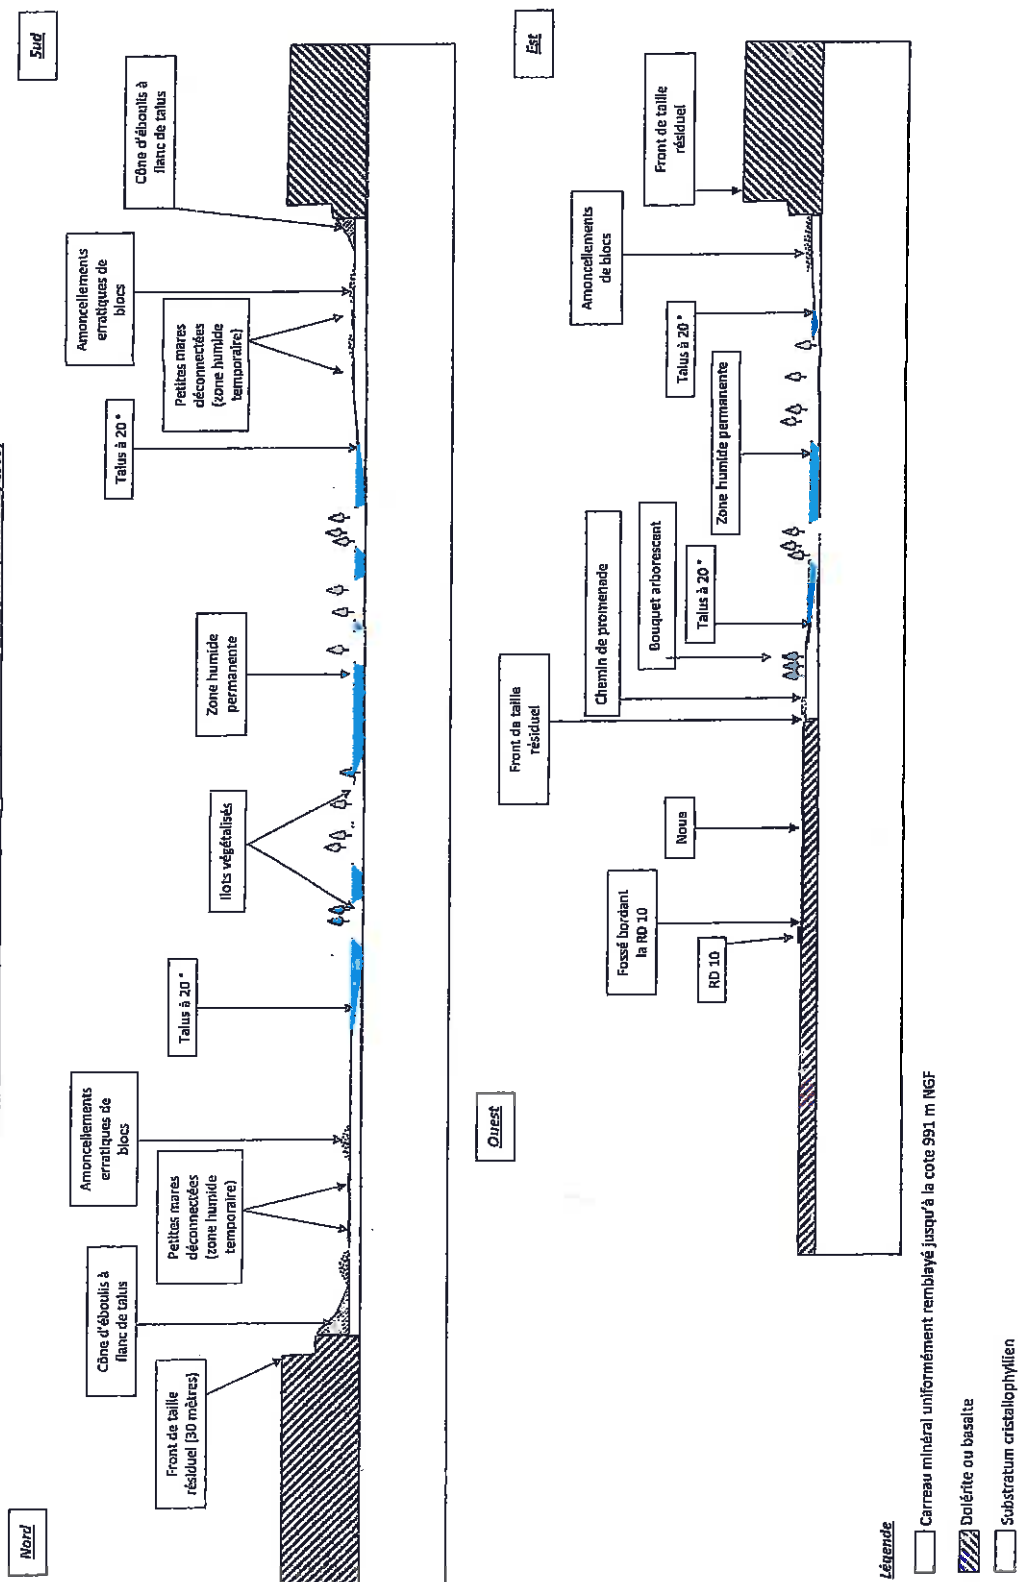 Nord
Sud
Front de taille
résiduel (30 mètres)
Cône d'éboulis à
flanc de talus
Petites mares
déconnectées
(zone humide
temporaire)
Amoncellements
erratiques de
blocs
Talus à 20 °
Ilots végétalisés
Zone humide
permanente
Talus à 20 °
Petites mares
déconnectées
(zone humide
temporaire)
Amoncellements
erratiques de
blocs
Cône d'éboulis à
flanc de talus
Ouest
Est
RD 10
Fossé bordant
la RD 10
Noue
Front de taille
résiduel
Chemin de promenade
Bouquet arborescent
Talus à 20 °
Zone humide permanente
Talus à 20 °
Amoncellements
de blocs
Front de taille
résiduel
Légende
Carreau minéral uniformément remblayé jusqu'à la cote 991 m NGF
Dolérite ou basalte
Substratum cristallophyllien